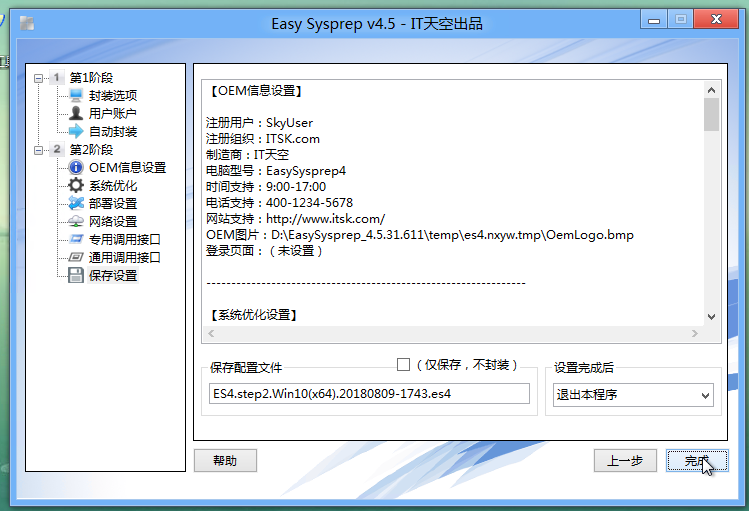 Easy Sysprep v4.5 - IT天空出品
1 第1阶段
封装选项
用户账户
自动封装
2 第2阶段
OEM信息设置
系统优化
部署设置
网络设置
专用调用接口
通用调用接口
保存设置
【OEM信息设置】
注册用户：SkyUser
注册组织：ITSK.com
制造商：IT天空
电脑型号：EasySysprep4
时间支持：9:00-17:00
电话支持：400-1234-5678
网站支持：http://www.itsk.com/
OEM图片：D:\EasySysprep_4.5.31.611\temp\es4.nxyw.tmp\OemLogo.bmp
登录页面：（未设置）
----------------------------------------------------------------
【系统优化设置】
保存配置文件
（仅保存，不封装）
ES4.step2.Win10(x64).20180809-1743.es4
设置完成后
退出本程序
帮助
上一步
完成